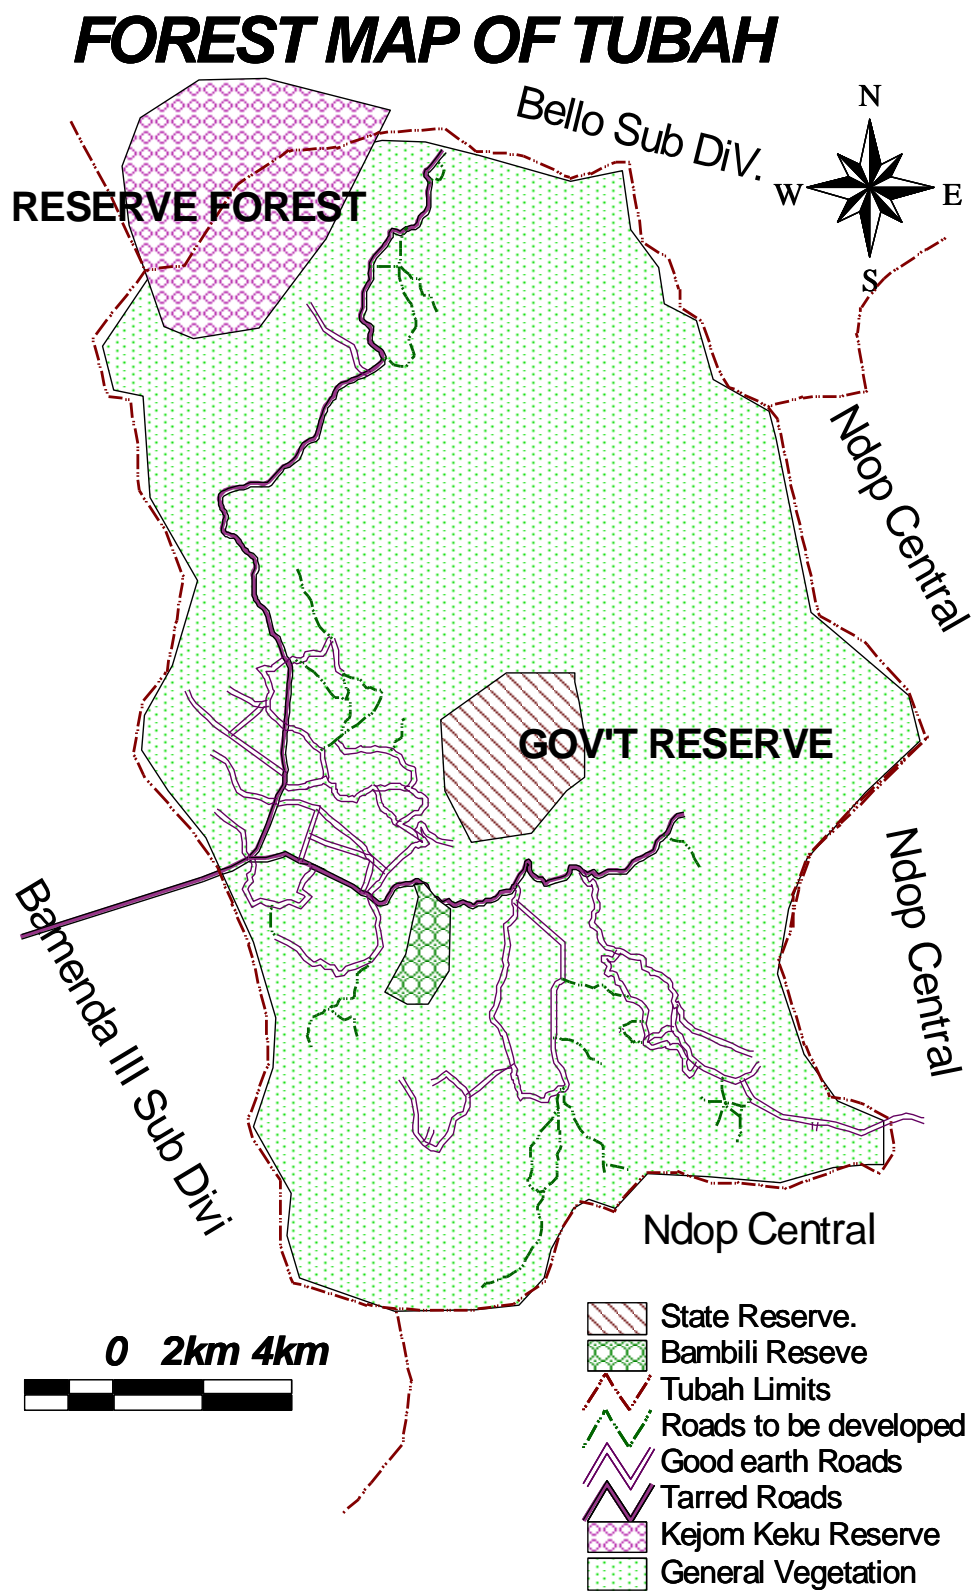 FOREST MAP OF TUBAH
Bello Sub DiV.
N
W
E
S
RESERVE FOREST
Ndop Central
GOV'T RESERVE
Ndop Central
Bamenda III Sub Divi
Ndop Central
0 2km 4km
State Reserve.
Bambili Reseve
Tubah Limits
Roads to be developed
Good earth Roads
Tarred Roads
Kejom Keku Reserve
General Vegetation